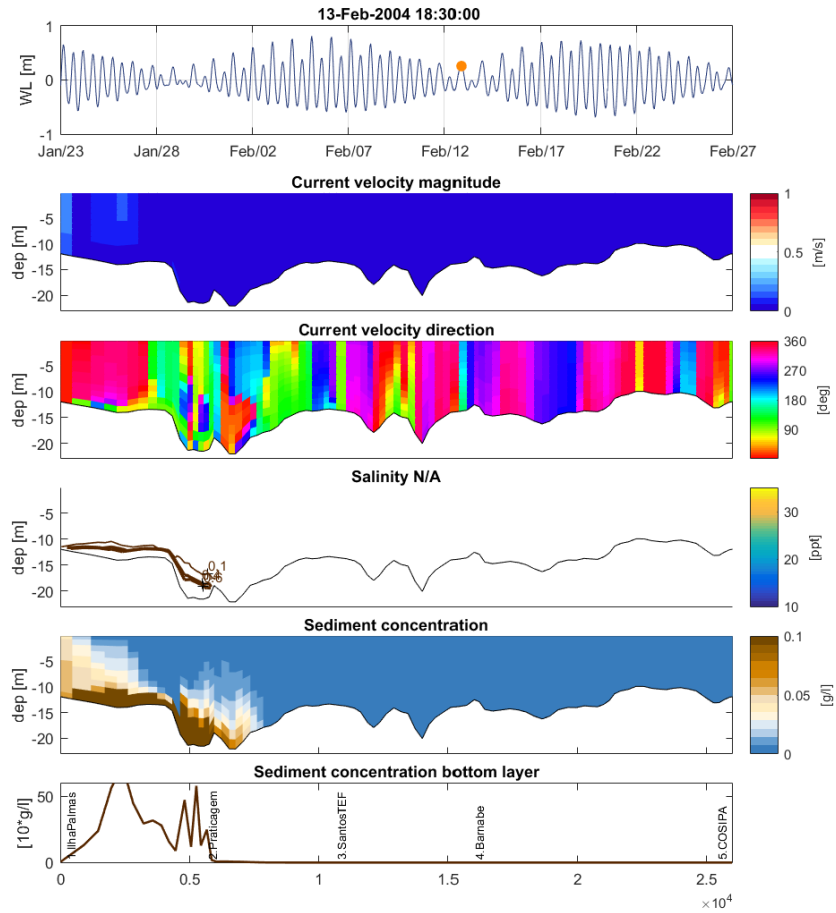 13-Feb-2004 18:30:00
WL [m]
1
0
-1
Jan/23 Jan/28 Feb/02 Feb/07 Feb/12 Feb/17 Feb/22 Feb/27
Current velocity magnitude
dep [m]
-5
-10
-15
-20
1
0.5
0
[m/s]
Current velocity direction
dep [m]
-5
-10
-15
-20
360
270
180
90
[deg]
Salinity N/A
dep [m]
-5
-10
-15
-20
0.1
30
20
10
[ppt]
Sediment concentration
dep [m]
-5
-10
-15
-20
0.1
0.05
0
[g/l]
Sediment concentration bottom layer
[10*g/l]
50
0
1.IlhaPalmas
2.Praticagem
3.SantosTEF
4.Barnabe
5.COSIPA
0 0.5 1 1.5 2 2.5
×10⁴